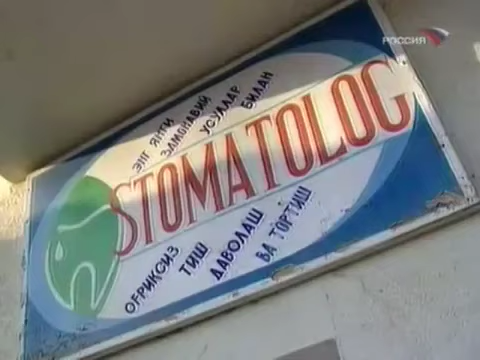 РОССИЯ
ЭНГ ЯНГИ
ЗАМОНАВИЙ
УСУЛЛАР
БИЛАН
STOMATOLOG
ОҒРИКСИЗ
ТИШ
ДАВОЛАШ
ВА ТОРТИШ